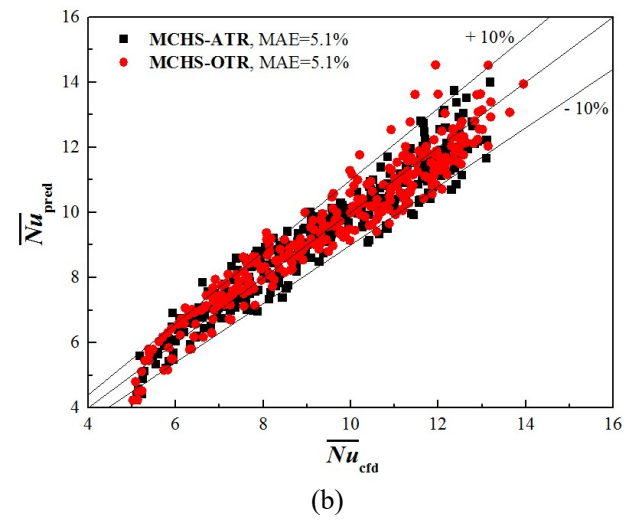 16
MCHS-ATR, MAE=5.1%
MCHS-OTR, MAE=5.1%
+ 10%
14
- 10%
12
Nu pred
10
8
6
4
4 6 8 10 12 14 16
Nu cfd
(b)